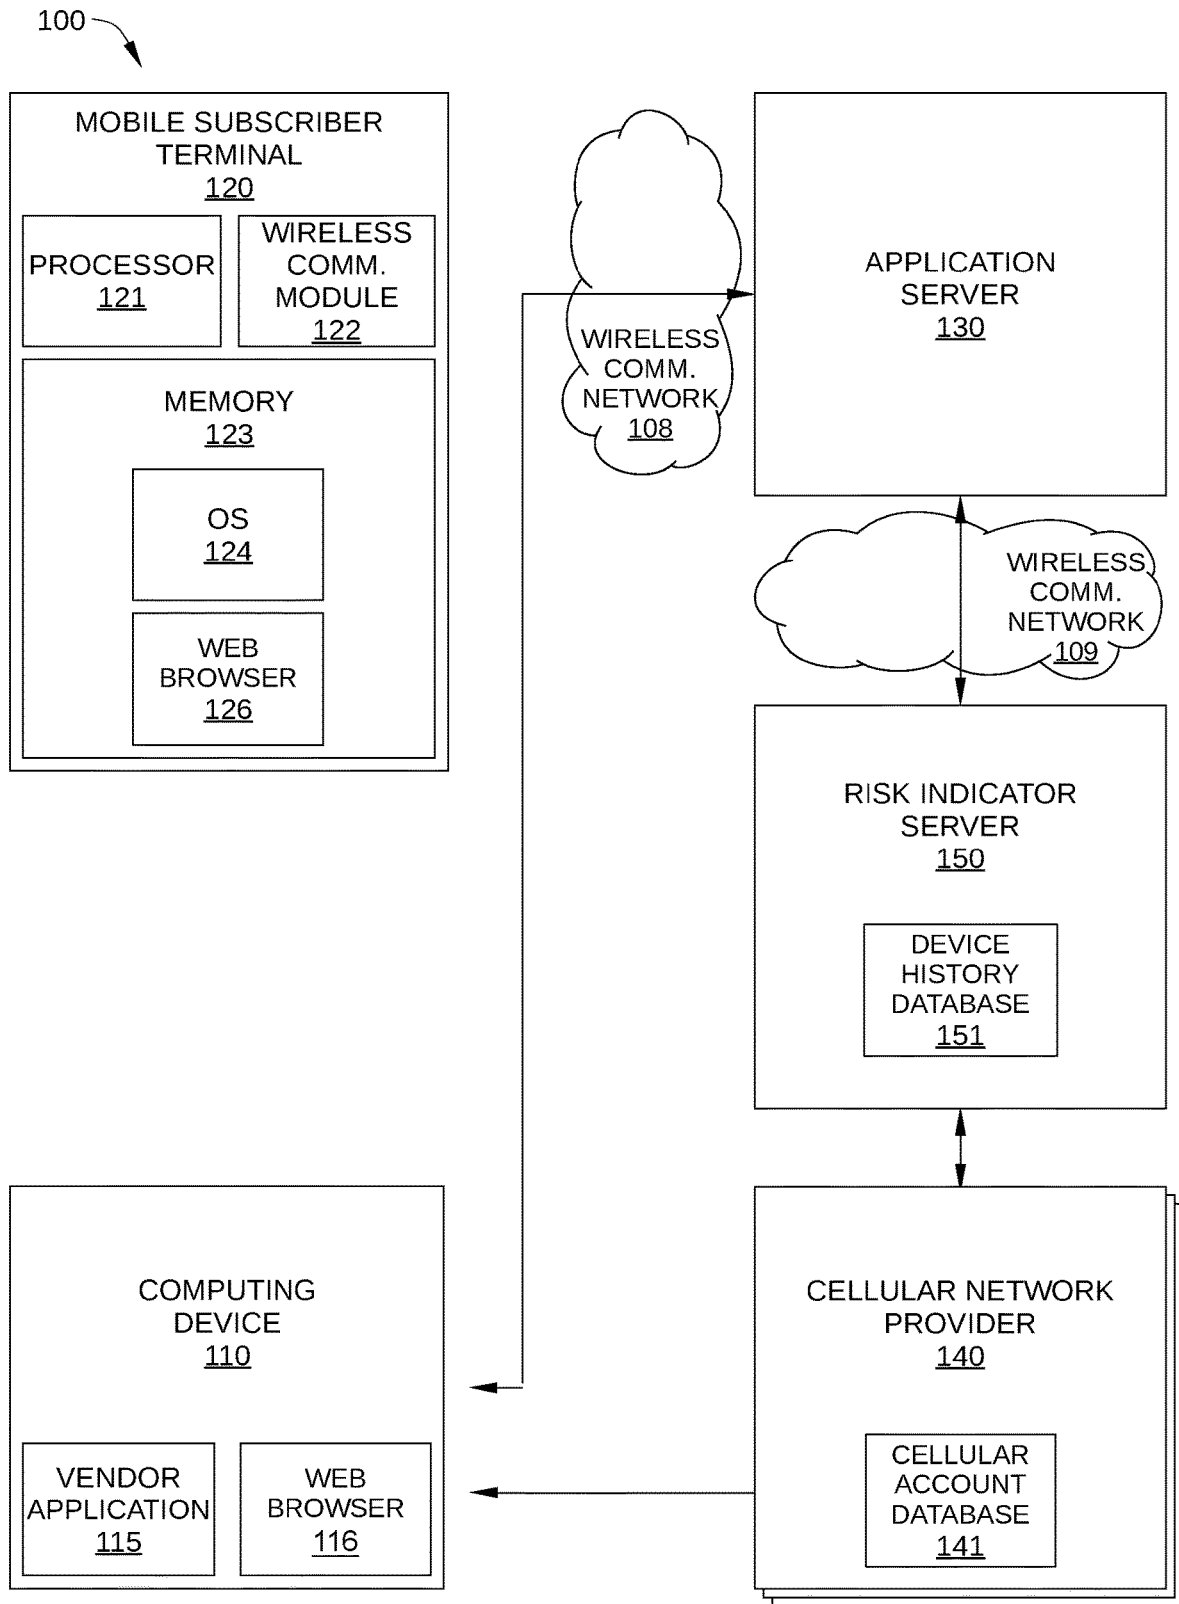 100
MOBILE SUBSCRIBER
TERMINAL
120
PROCESSOR
121
WIRELESS
COMM.
MODULE
122
MEMORY
123
OS
124
WEB
BROWSER
126
WIRELESS
COMM.
NETWORK
108
APPLICATION
SERVER
130
WIRELESS
COMM.
NETWORK
109
RISK INDICATOR
SERVER
150
DEVICE
HISTORY
DATABASE
151
COMPUTING
DEVICE
110
VENDOR
APPLICATION
115
WEB
BROWSER
116
CELLULAR NETWORK
PROVIDER
140
CELLULAR
ACCOUNT
DATABASE
141